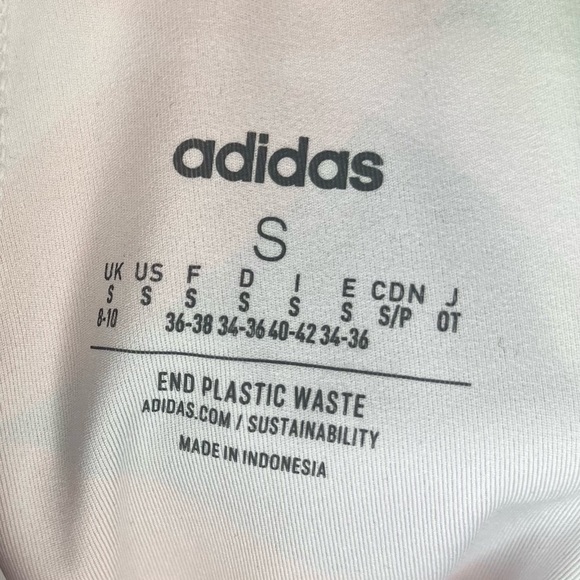 adidas
S
UK US F D I E CDN J
S S S S S S S/P OT
8-10 36-38 34-36 40-42 34-36
END PLASTIC WASTE
ADIDAS.COM / SUSTAINABILITY
MADE IN INDONESIA